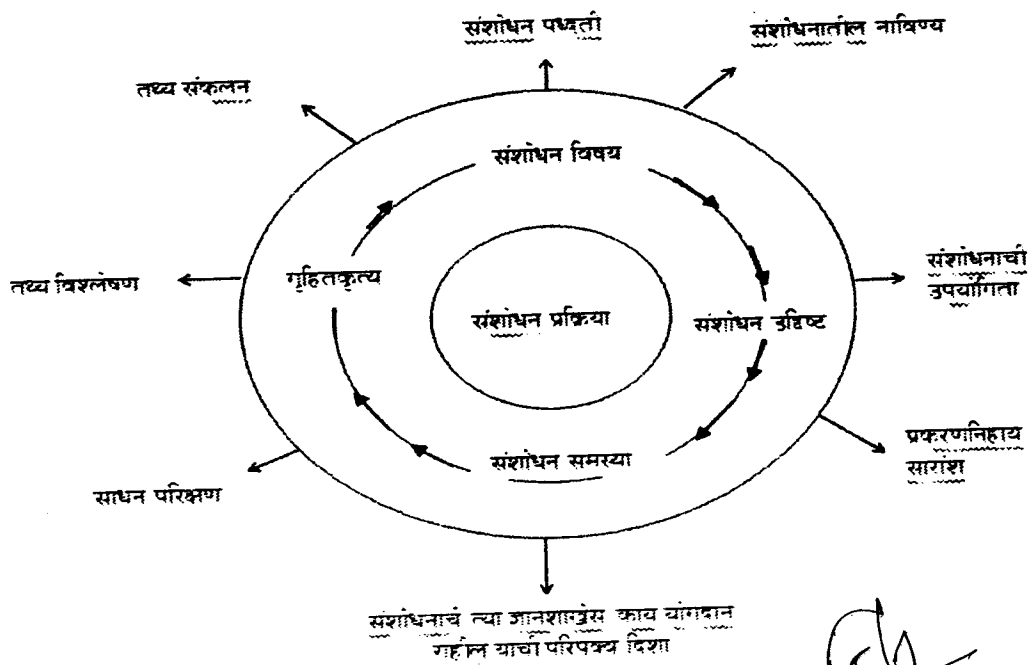 संशोधन पध्दती
संशोधनातील नाविण्य
तथ्य संकलन
संशोधन विषय
तथ्य विश्लेषण
गृहितकृत्य
संशोधन प्रक्रिया
संशोधन उद्दिष्ट
संशोधनाची
उपयोगिता
प्रकरणनिहाय
सारांश
संशोधन समस्या
साधन परिक्षण
संशोधनाचं त्या ज्ञानशाखेस काय योगदान
राहील याची परिपक्व दिशा